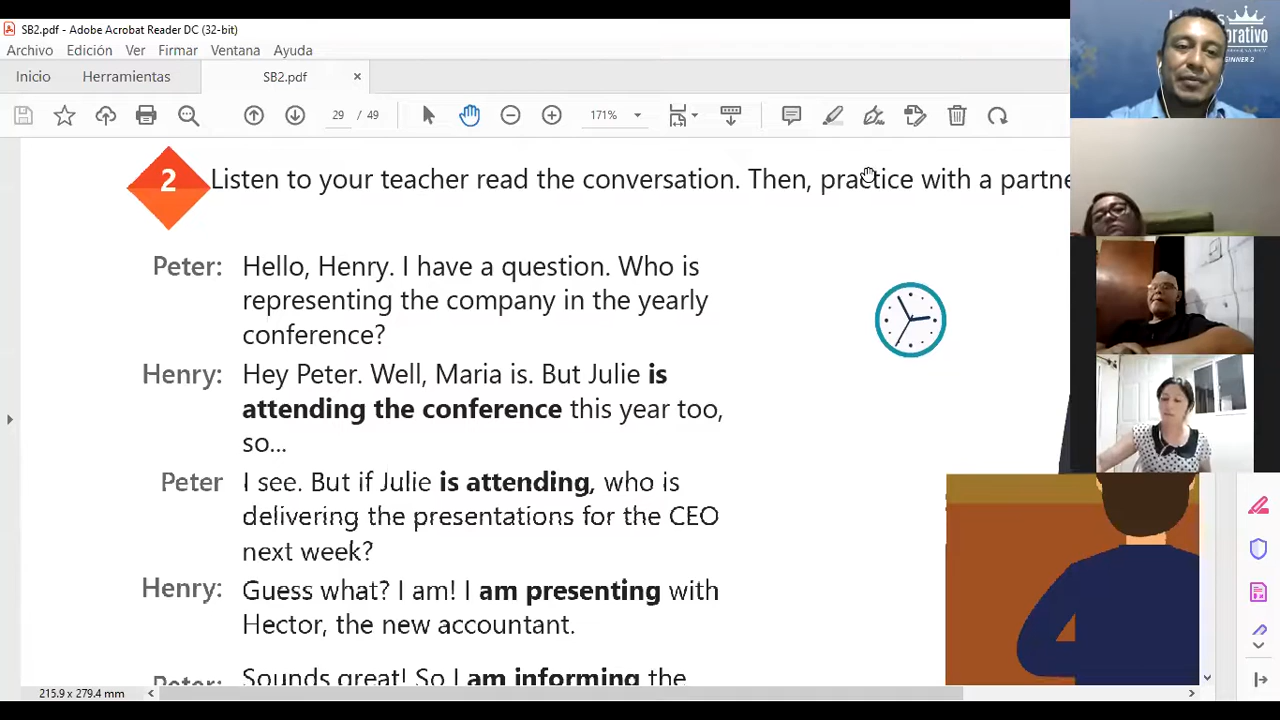 SB2.pdf - Adobe Acrobat Reader DC (32-bit)
Archivo Edición Ver Firmar Ventana Ayuda
Inicio Herramientas SB2.pdf ×
29 / 49 171%
rativo
GINNER 2
2 Listen to your teacher read the conversation. Then, practice with a partne
Peter: Hello, Henry. I have a question. Who is
representing the company in the yearly
conference?
Henry: Hey Peter. Well, Maria is. But Julie is
attending the conference this year too,
so...
Peter I see. But if Julie is attending, who is
delivering the presentations for the CEO
next week?
Henry: Guess what? I am! I am presenting with
Hector, the new accountant.
Peter: Sounds great! So I am informing the
215.9 x 279.4 mm